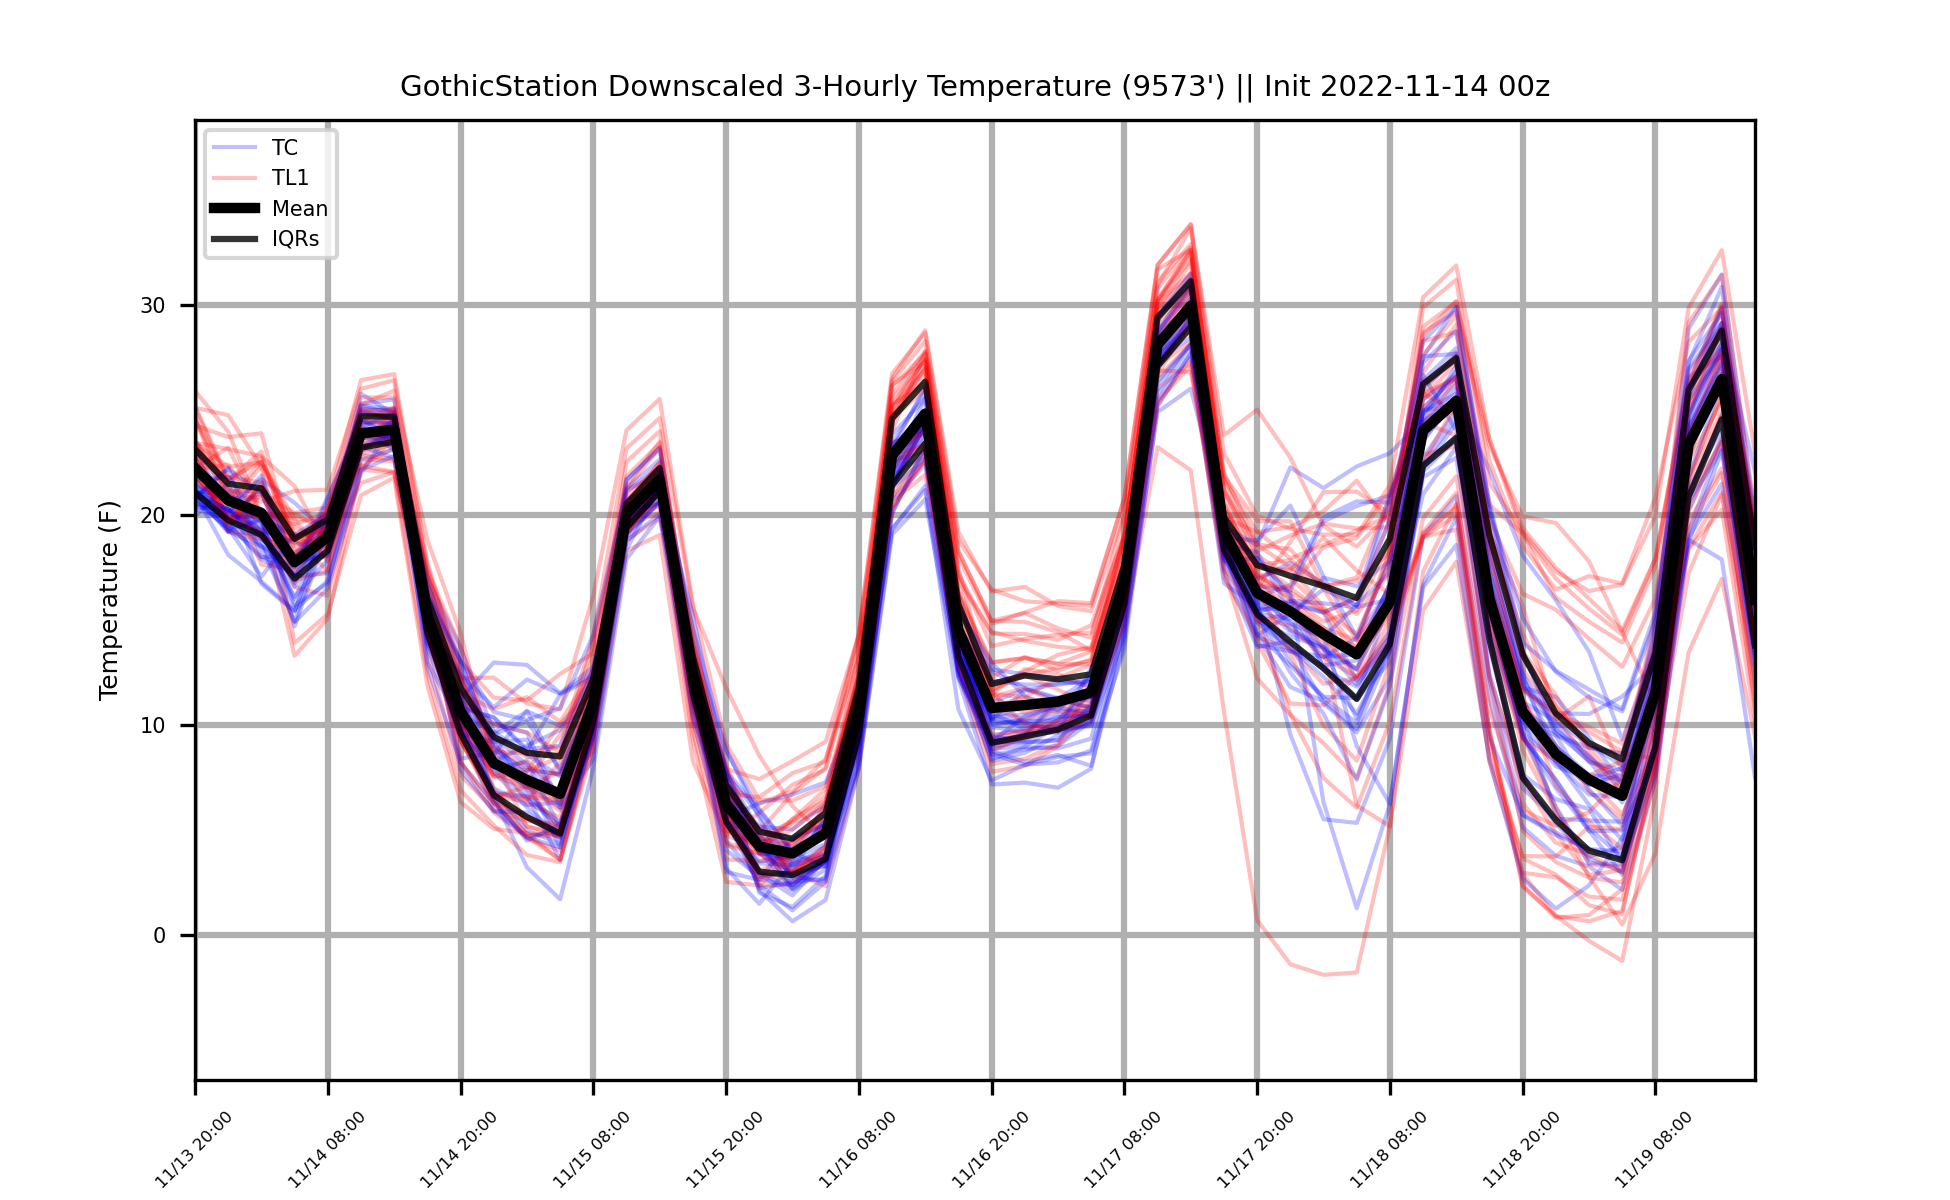 GothicStation Downscaled 3-Hourly Temperature (9573') || Init 2022-11-14 00z
TC
TL1
Mean
IQRs
Temperature (F)
30
20
10
0
11/13 20:00
11/14 08:00
11/14 20:00
11/15 08:00
11/15 20:00
11/16 08:00
11/16 20:00
11/17 08:00
11/17 20:00
11/18 08:00
11/18 20:00
11/19 08:00